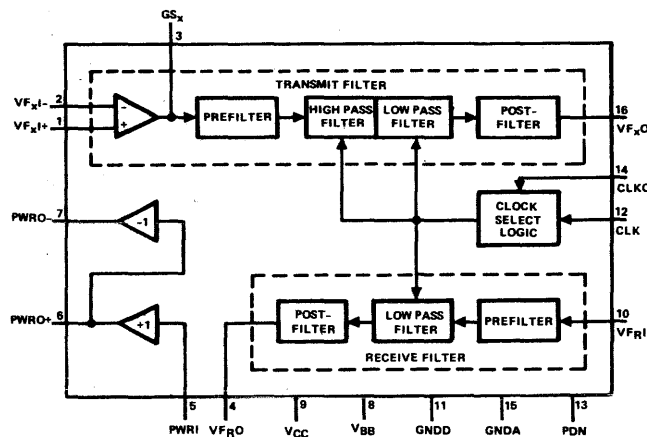 GSx
3
TRANSMIT FILTER
2
VFxI-
1
VFxI+
-
+
PREFILTER
HIGH PASS
FILTER
LOW PASS
FILTER
POST-
FILTER
16
VFxO
14
CLKO
CLOCK
SELECT
LOGIC
12
CLK
7
PWRO-
-1
6
PWRO+
+1
POST-
FILTER
LOW PASS
FILTER
PREFILTER
10
VFRI
RECEIVE FILTER
5
PWRI
4
VFRO
9
VCC
8
VBB
11
GNDD
15
GNDA
13
PDN